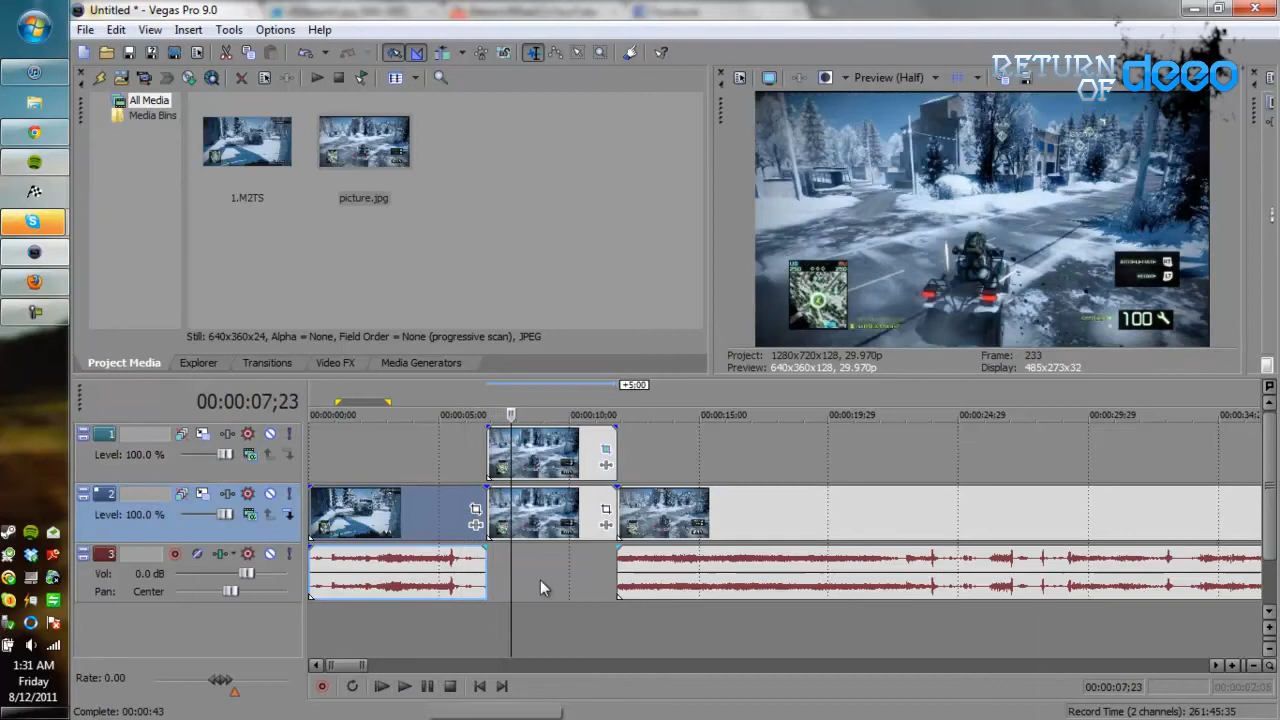 Untitled * - Vegas Pro 9.0
File Edit View Insert Tools Options Help
RETURN OF deeo
Preview (Half)
All Media
Media Bins
1.M2TS
picture.jpg
100
Still: 640x360x24, Alpha = None, Field Order = None (progressive scan), JPEG
Project Media Explorer Transitions Video FX Media Generators
Project: 1280x720x128, 29.970p Frame: 233
Preview: 640x360x128, 29.970p Display: 485x273x32
+5:00
00:00:07;23
00:00:00;00 00:00:05;00 00:00:10;00 00:00:15;00 00:00:19;29 00:00:24;29 00:00:29;29 00:00:34;2
1
Level: 100.0 %
2
Level: 100.0 %
3
Vol: 0.0 dB
Pan: Center
Rate: 0.00
00:00:07;23 00:00:02;05
Complete: 00:00:43
Record Time (2 channels): 261:45:35
1:31 AM
Friday
8/12/2011